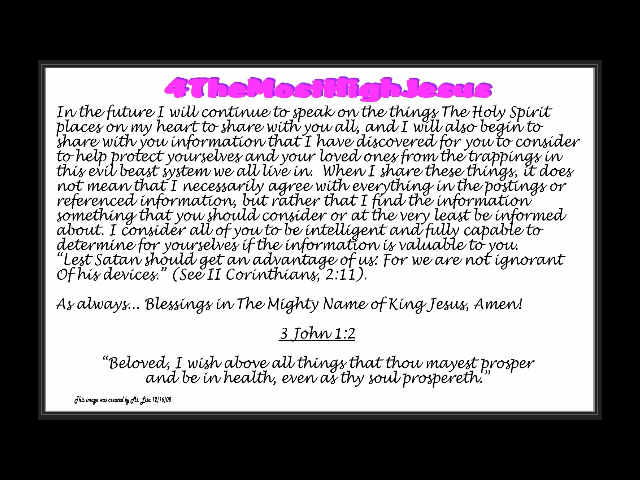 4TheMostHighJesus
In the future I will continue to speak on the things The Holy Spirit
places on my heart to share with you all, and I will also begin to
share with you information that I have discovered for you to consider
to help protect yourselves and your loved ones from the trappings in
this evil beast system we all live in.  When I share these things, it does
not mean that I necessarily agree with everything in the postings or
referenced information, but rather that I find the information
something that you should consider or at the very least be informed
about. I consider all of you to be intelligent and fully capable to
determine for yourselves if the information is valuable to you.
“Lest Satan should get an advantage of us: For we are not ignorant
Of his devices.” (See II Corinthians, 2:11).
As always... Blessings in The Mighty Name of King Jesus, Amen!
3 John 1:2
“Beloved, I wish above all things that thou mayest prosper
and be in health, even as thy soul prospereth.”
This image was created by Ms. Lisa 12/16/09